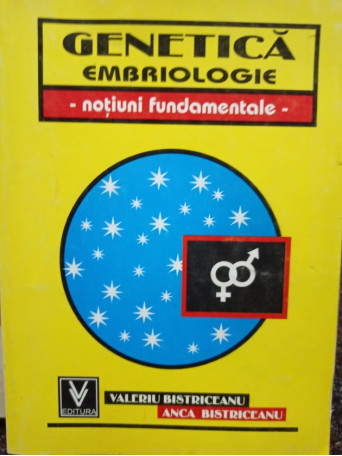 GENETICĂ
EMBRIOLOGIE
- noțiuni fundamentale -
V
EDITURA
VALERIU BISTRICEANU
ANCA BISTRICEANU